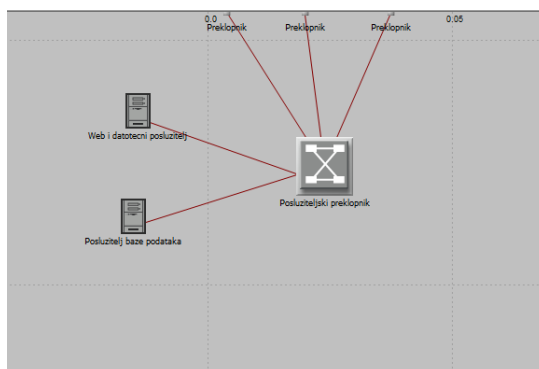 0.0
0.05
Preklopnik
Preklopnik
Preklopnik
Web i datotecni posluzitelj
Posluziteljski preklopnik
Posluzitelj baze podataka